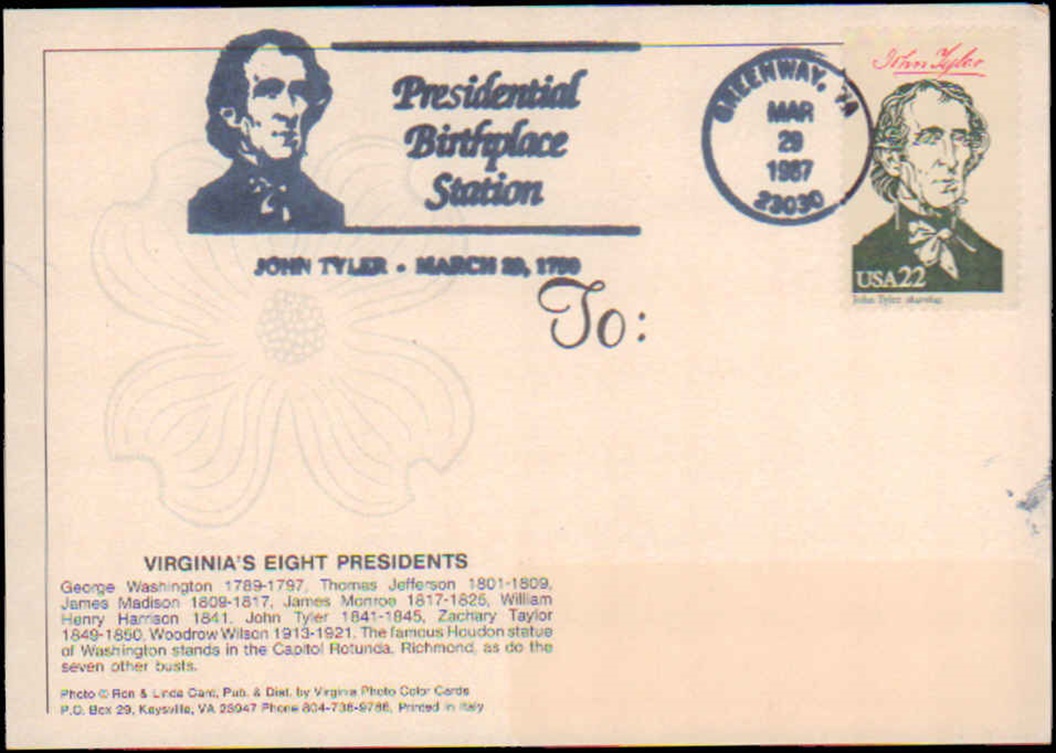 Presidential
Birthplace
Station
JOHN TYLER • MARCH 29, 1790
GREENWAY, VA
MAR
29
1987
23030
John Tyler
USA22
John Tyler 1841-1845
To:
VIRGINIA'S EIGHT PRESIDENTS
George Washington 1789-1797, Thomas Jefferson 1801-1809,
James Madison 1809-1817, James Monroe 1817-1825, William
Henry Harrison 1841, John Tyler 1841-1845, Zachary Taylor
1849-1850, Woodrow Wilson 1913-1921. The famous Houdon statue
of Washington stands in the Capitol Rotunda, Richmond, as do the
seven other busts.
Photo © Ron & Linda Card, Pub. & Dist. by Virginia Photo Color Cards
P.O. Box 29, Keysville, VA 23947 Phone 804-736-9786, Printed in Italy